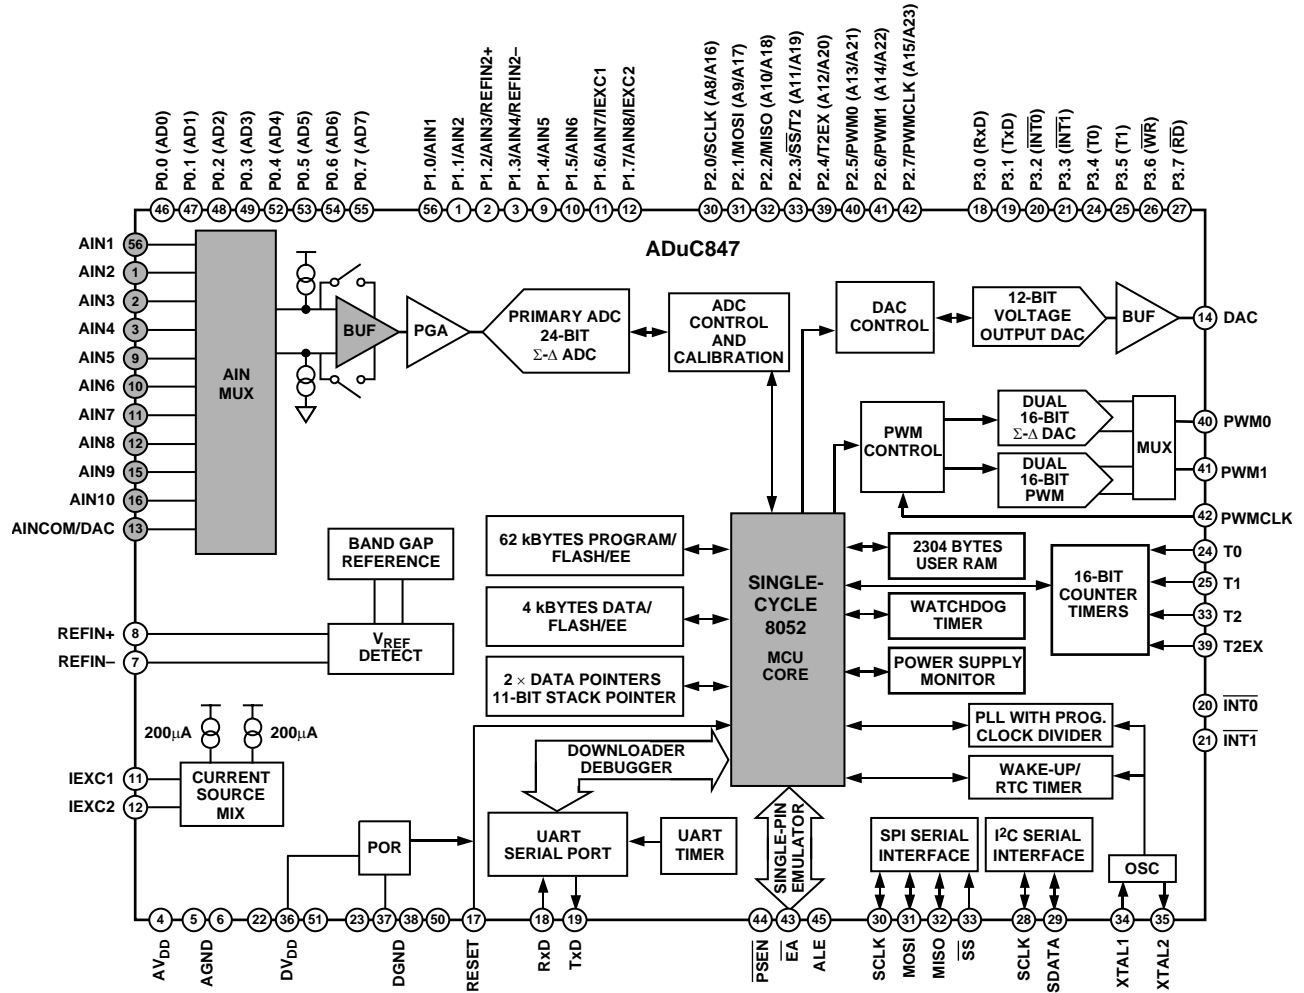 P0.0 (AD0)
P0.1 (AD1)
P0.2 (AD2)
P0.3 (AD3)
P0.4 (AD4)
P0.5 (AD5)
P0.6 (AD6)
P0.7 (AD7)
P1.0/AIN1
P1.1/AIN2
P1.2/AIN3/REFIN2+
P1.3/AIN4/REFIN2–
P1.4/AIN5
P1.5/AIN6
P1.6/AIN7/IEXC1
P1.7/AIN8/IEXC2
P2.0/SCLK (A8/A16)
P2.1/MOSI (A9/A17)
P2.2/MISO (A10/A18)
P2.3/SS/T2 (A11/A19)
P2.4/T2EX (A12/A20)
P2.5/PWM0 (A13/A21)
P2.6/PWM1 (A14/A22)
P2.7/PWMCLK (A15/A23)
P3.0 (RxD)
P3.1 (TxD)
P3.2 (INT0)
P3.3 (INT1)
P3.4 (T0)
P3.5 (T1)
P3.6 (WR)
P3.7 (RD)
46 47 48 49 52 53 54 55 56 1 2 3 9 10 11 12 30 31 32 33 39 40 41 42 18 19 20 21 24 25 26 27
ADuC847
AIN1 56
AIN2 1
AIN3 2
AIN4 3
AIN5 9
AIN6 10
AIN7 11
AIN8 12
AIN9 15
AIN10 16
AINCOM/DAC 13
AIN
MUX
BUF
PGA
PRIMARY ADC
24-BIT
Σ-Δ ADC
ADC
CONTROL
AND
CALIBRATION
DAC
CONTROL
12-BIT
VOLTAGE
OUTPUT DAC
BUF
14 DAC
PWM
CONTROL
DUAL
16-BIT
Σ-Δ DAC
DUAL
16-BIT
PWM
MUX
40 PWM0
41 PWM1
42 PWMCLK
BAND GAP
REFERENCE
REFIN+ 8
REFIN– 7
VREF
DETECT
62 kBYTES PROGRAM/
FLASH/EE
4 kBYTES DATA/
FLASH/EE
2 × DATA POINTERS
11-BIT STACK POINTER
SINGLE-
CYCLE
8052
MCU
CORE
2304 BYTES
USER RAM
WATCHDOG
TIMER
POWER SUPPLY
MONITOR
16-BIT
COUNTER
TIMERS
24 T0
25 T1
33 T2
39 T2EX
20 INT0
21 INT1
200μA
200μA
IEXC1 11
IEXC2 12
CURRENT
SOURCE
MIX
DOWNLOADER
DEBUGGER
PLL WITH PROG.
CLOCK DIVIDER
WAKE-UP/
RTC TIMER
POR
UART
SERIAL PORT
UART
TIMER
SINGLE-PIN
EMULATOR
SPI SERIAL
INTERFACE
I2C SERIAL
INTERFACE
OSC
4 5 6 22 36 51 23 37 38 50 17 18 19 44 43 45 30 31 32 33 28 29 34 35
AVDD
AGND
DVDD
DGND
RESET
RxD
TxD
PSEN
EA
ALE
SCLK
MOSI
MISO
SS
SCLK
SDATA
XTAL1
XTAL2